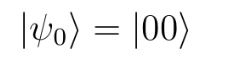 |ψ₀⟩ = |00⟩